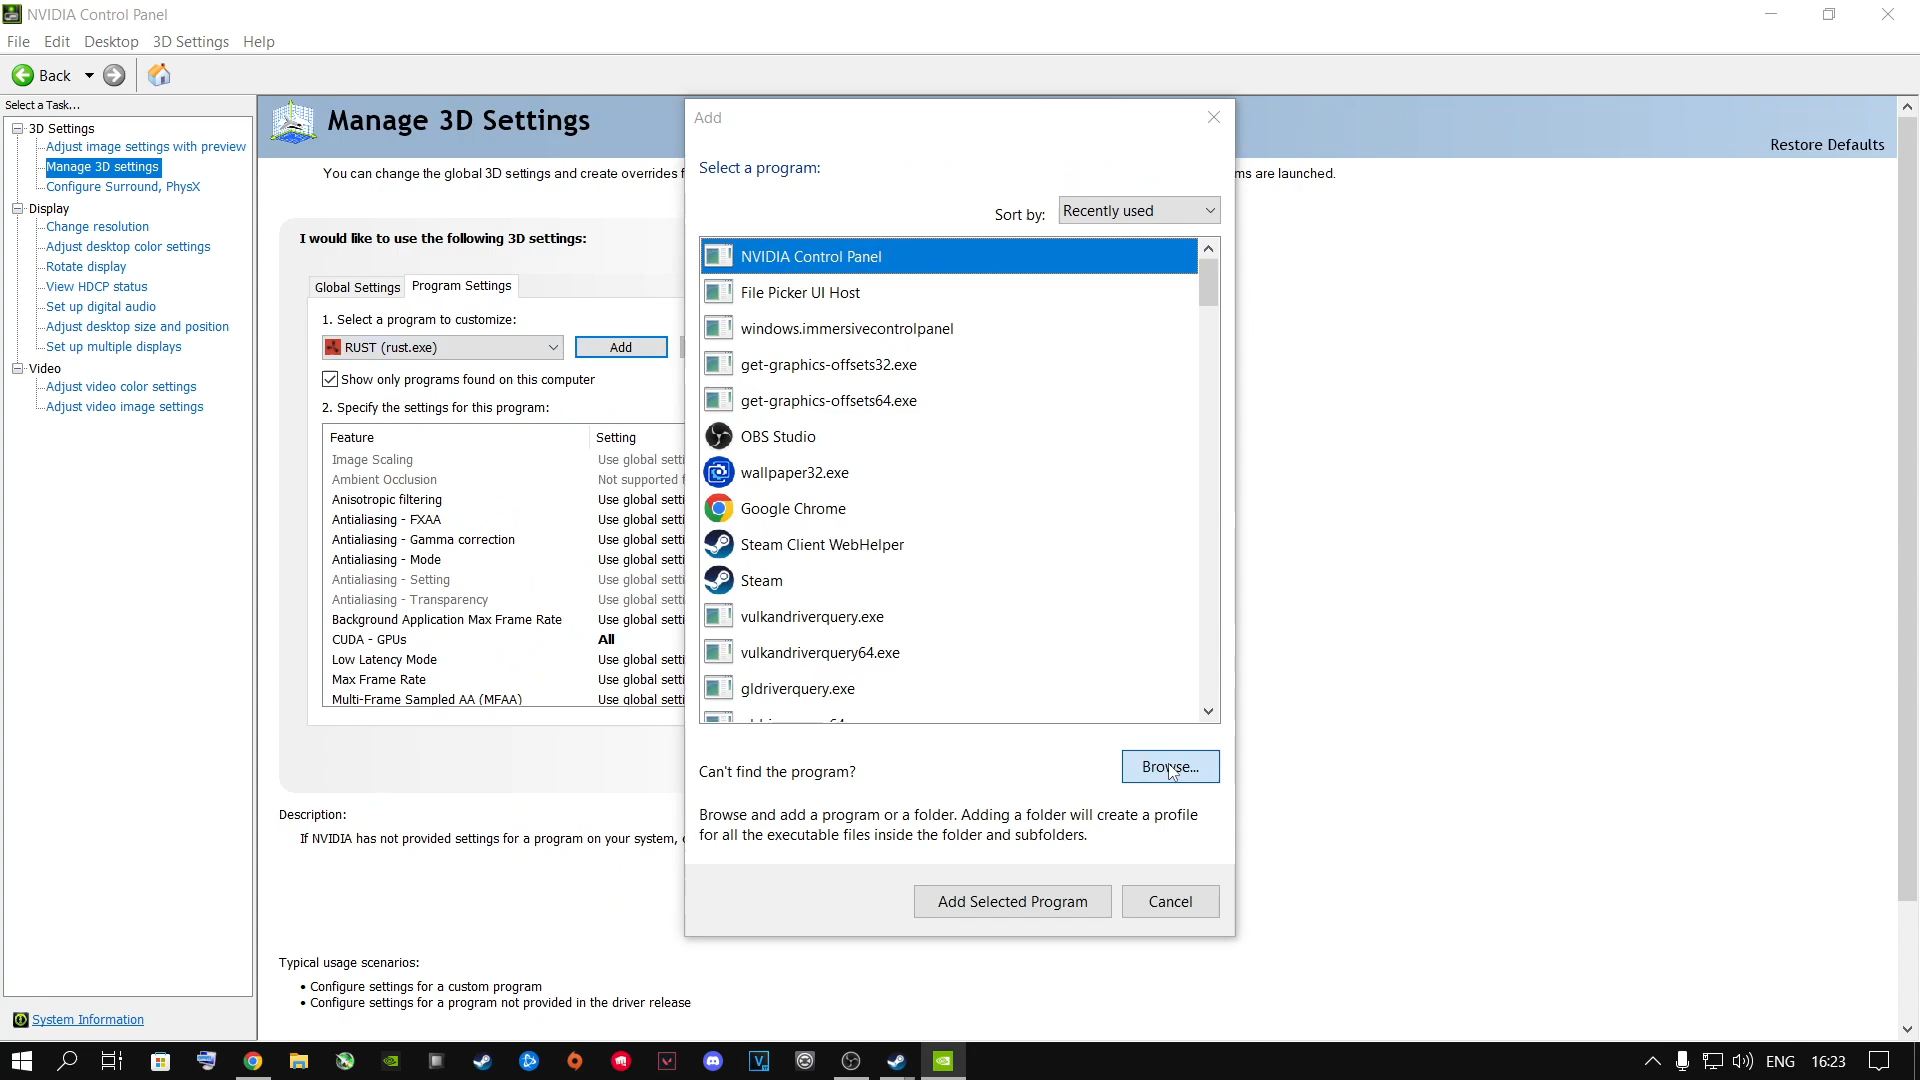 NVIDIA Control Panel
File Edit Desktop 3D Settings Help
Back
Select a Task...
3D Settings
Adjust image settings with preview
Manage 3D settings
Configure Surround, PhysX
Display
Change resolution
Adjust desktop color settings
Rotate display
View HDCP status
Set up digital audio
Adjust desktop size and position
Set up multiple displays
Video
Adjust video color settings
Adjust video image settings
System Information
Manage 3D Settings
Restore Defaults
You can change the global 3D settings and create overrides f
ms are launched.
I would like to use the following 3D settings:
Global Settings Program Settings
1. Select a program to customize:
RUST (rust.exe) Add
Show only programs found on this computer
2. Specify the settings for this program:
Feature Setting
Image Scaling Use global setti
Ambient Occlusion Not supported f
Anisotropic filtering Use global setti
Antialiasing - FXAA Use global setti
Antialiasing - Gamma correction Use global setti
Antialiasing - Mode Use global setti
Antialiasing - Setting Use global setti
Antialiasing - Transparency Use global setti
Background Application Max Frame Rate Use global setti
CUDA - GPUs All
Low Latency Mode Use global setti
Max Frame Rate Use global setti
Multi-Frame Sampled AA (MFAA) Use global setti
Description:
If NVIDIA has not provided settings for a program on your system,
Typical usage scenarios:
• Configure settings for a custom program
• Configure settings for a program not provided in the driver release
Add
Select a program:
Sort by: Recently used
NVIDIA Control Panel
File Picker UI Host
windows.immersivecontrolpanel
get-graphics-offsets32.exe
get-graphics-offsets64.exe
OBS Studio
wallpaper32.exe
Google Chrome
Steam Client WebHelper
Steam
vulkandriverquery.exe
vulkandriverquery64.exe
gldriverquery.exe
Can't find the program? Browse...
Browse and add a program or a folder. Adding a folder will create a profile
for all the executable files inside the folder and subfolders.
Add Selected Program Cancel
ENG 16:23